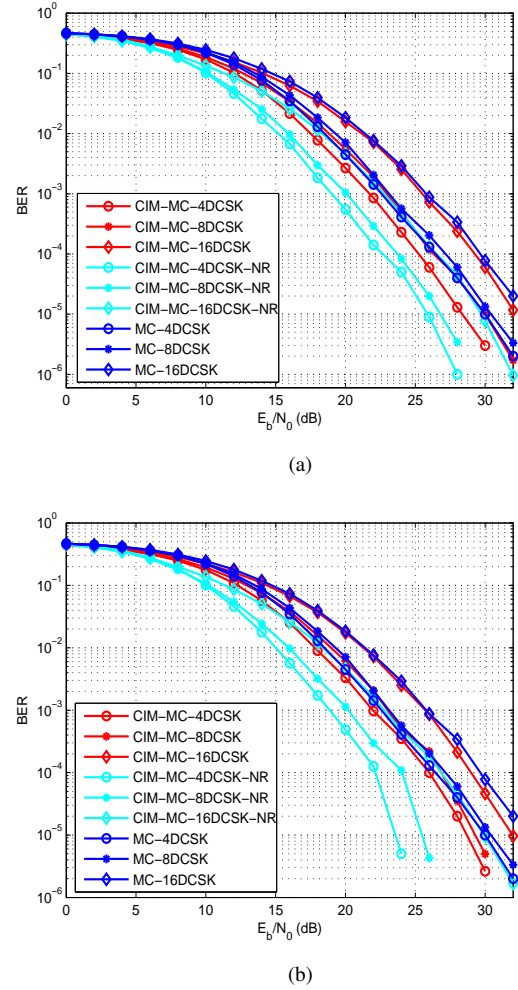 10^0
10^-1
10^-2
10^-3
10^-4
10^-5
10^-6
BER
CIM−MC−4DCSK
CIM−MC−8DCSK
CIM−MC−16DCSK
CIM−MC−4DCSK−NR
CIM−MC−8DCSK−NR
CIM−MC−16DCSK−NR
MC−4DCSK
MC−8DCSK
MC−16DCSK
0 5 10 15 20 25 30
E_b/N_0 (dB)
(a)
10^0
10^-1
10^-2
10^-3
10^-4
10^-5
10^-6
BER
CIM−MC−4DCSK
CIM−MC−8DCSK
CIM−MC−16DCSK
CIM−MC−4DCSK−NR
CIM−MC−8DCSK−NR
CIM−MC−16DCSK−NR
MC−4DCSK
MC−8DCSK
MC−16DCSK
0 5 10 15 20 25 30
E_b/N_0 (dB)
(b)